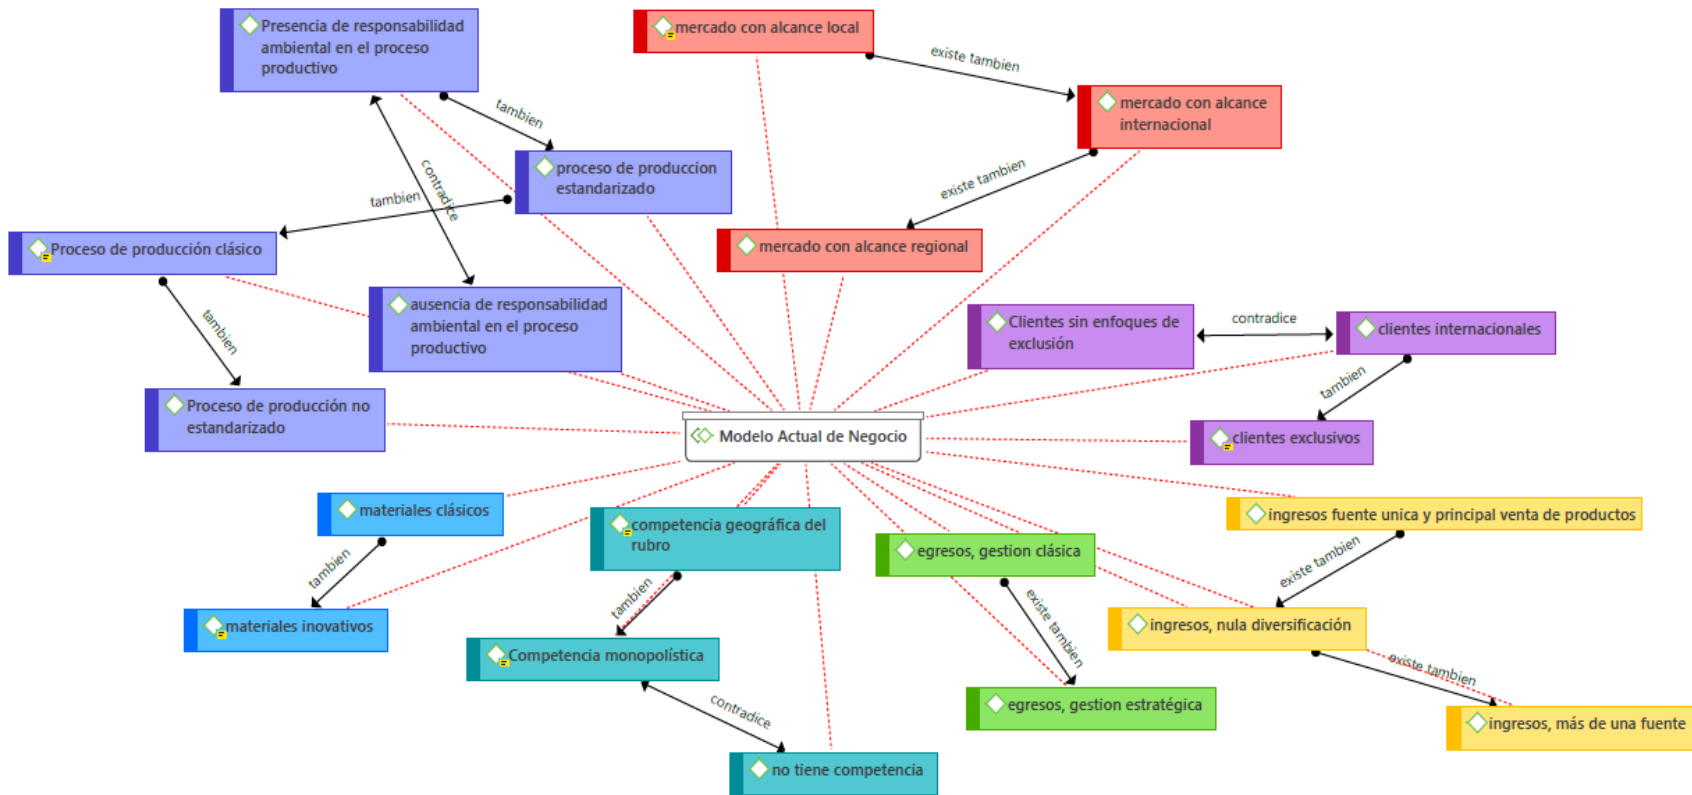 Presencia de responsabilidad
ambiental en el proceso
productivo
mercado con alcance local
existe tambien
mercado con alcance
internacional
tambien
contradice
proceso de produccion
estandarizado
existe tambien
tambien
mercado con alcance regional
Proceso de producción clásico
ausencia de responsabilidad
ambiental en el proceso
productivo
tambien
Clientes sin enfoques de
exclusión
contradice
clientes internacionales
tambien
Proceso de producción no
estandarizado
Modelo Actual de Negocio
clientes exclusivos
materiales clásicos
tambien
materiales inovativos
competencia geográfica del
rubro
tambien
Competencia monopolística
contradice
no tiene competencia
egresos, gestion clásica
existe tambien
egresos, gestion estratégica
ingresos fuente unica y principal venta de productos
existe tambien
ingresos, nula diversificación
existe tambien
ingresos, más de una fuente